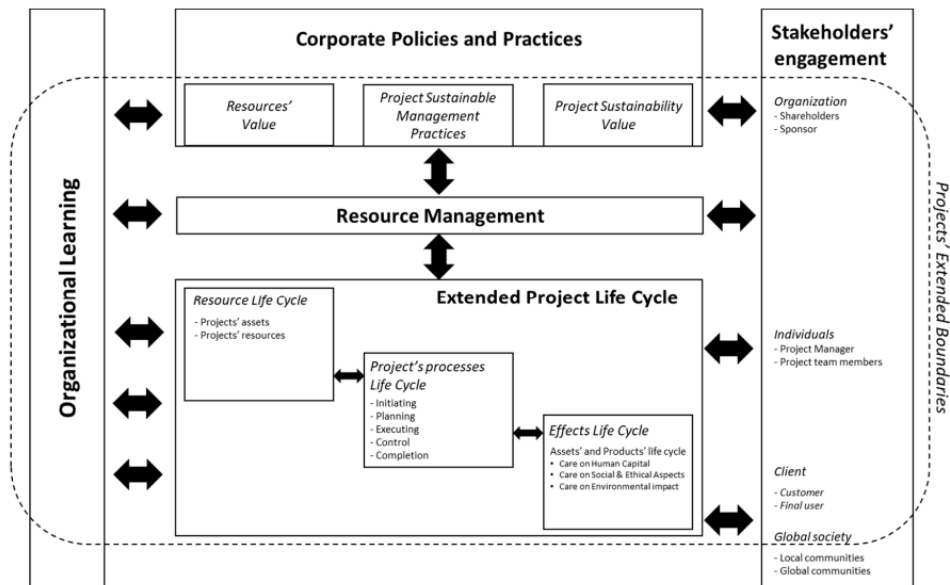 Organizational Learning
Corporate Policies and Practices
Resources'
Value
Project Sustainable
Management
Practices
Project Sustainability
Value
Resource Management
Extended Project Life Cycle
Resource Life Cycle
- Projects' assets
- Projects' resources
Project's processes
Life Cycle
- Initiating
- Planning
- Executing
- Control
- Completion
Effects Life Cycle
Assets' and Products' life cycle
• Care on Human Capital
• Care on Social & Ethical Aspects
• Care on Environmental impact
Stakeholders'
engagement
Organization
- Shareholders
- Sponsor
Individuals
- Project Manager
- Project team members
Client
- Customer
- Final user
Global society
- Local communities
- Global communities
Projects' Extended Boundaries